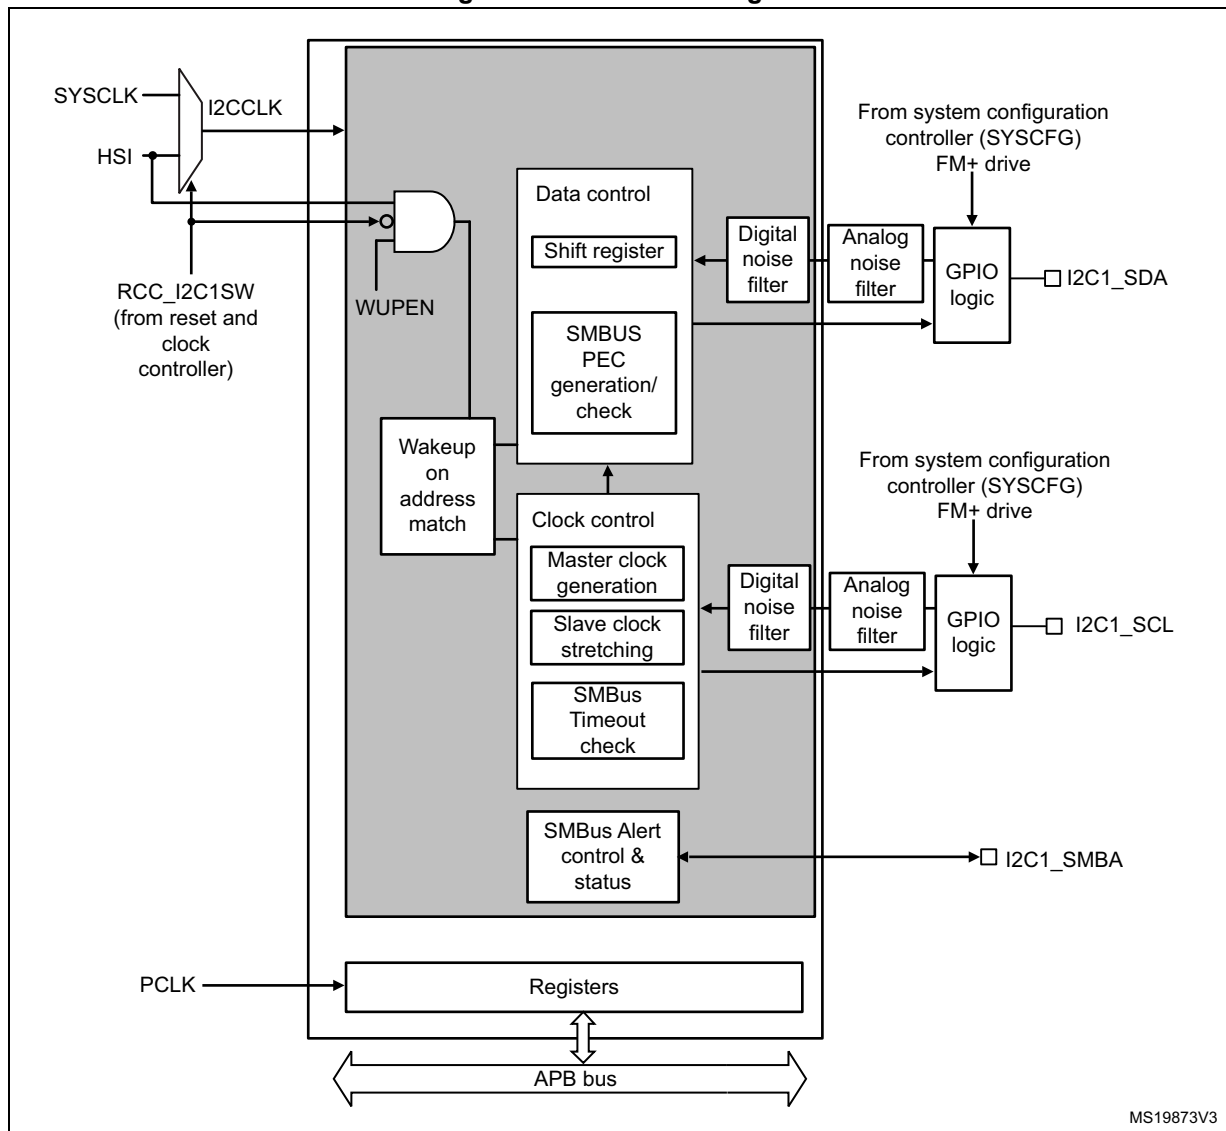 SYSCLK
I2CCLK
HSI
RCC_I2C1SW
(from reset and
clock
controller)
WUPEN
Data control
Shift register
SMBUS
PEC
generation/
check
Wakeup
on
address
match
Clock control
Master clock
generation
Slave clock
stretching
SMBus
Timeout
check
SMBus Alert
control &
status
Digital
noise
filter
Analog
noise
filter
From system configuration
controller (SYSCFG)
FM+ drive
GPIO
logic
I2C1_SDA
From system configuration
controller (SYSCFG)
FM+ drive
Digital
noise
filter
Analog
noise
filter
GPIO
logic
I2C1_SCL
I2C1_SMBA
PCLK
Registers
APB bus
MS19873V3